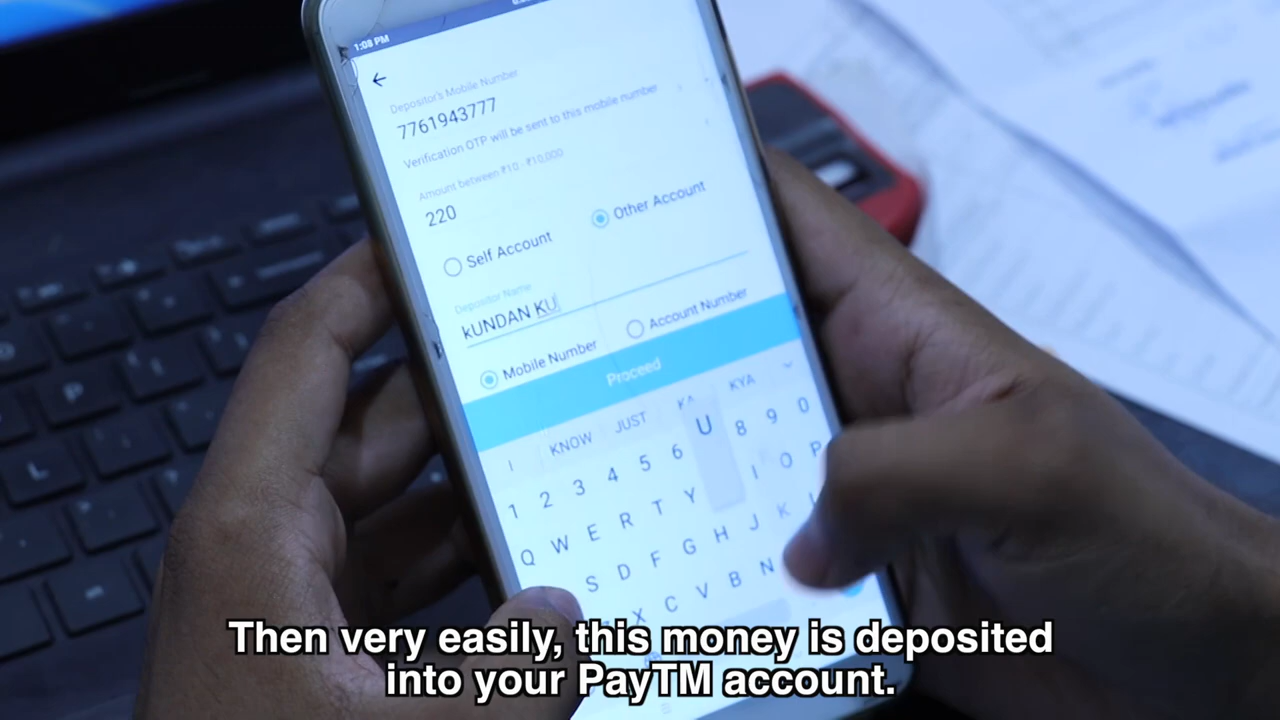 1:08 PM
Depositor's Mobile Number
7761943777
Verification OTP will be sent to this mobile number
Amount between ₹10 - ₹10,000
220
Self Account
Other Account
Depositor Name
kUNDAN KU
Mobile Number
Account Number
Proceed
I KNOW JUST KYA
1 2 3 4 5 6 U 8 9 0
Q W E R T Y I O P
S D F G H J K L
X C V B N
Then very easily, this money is deposited
into your PayTM account.